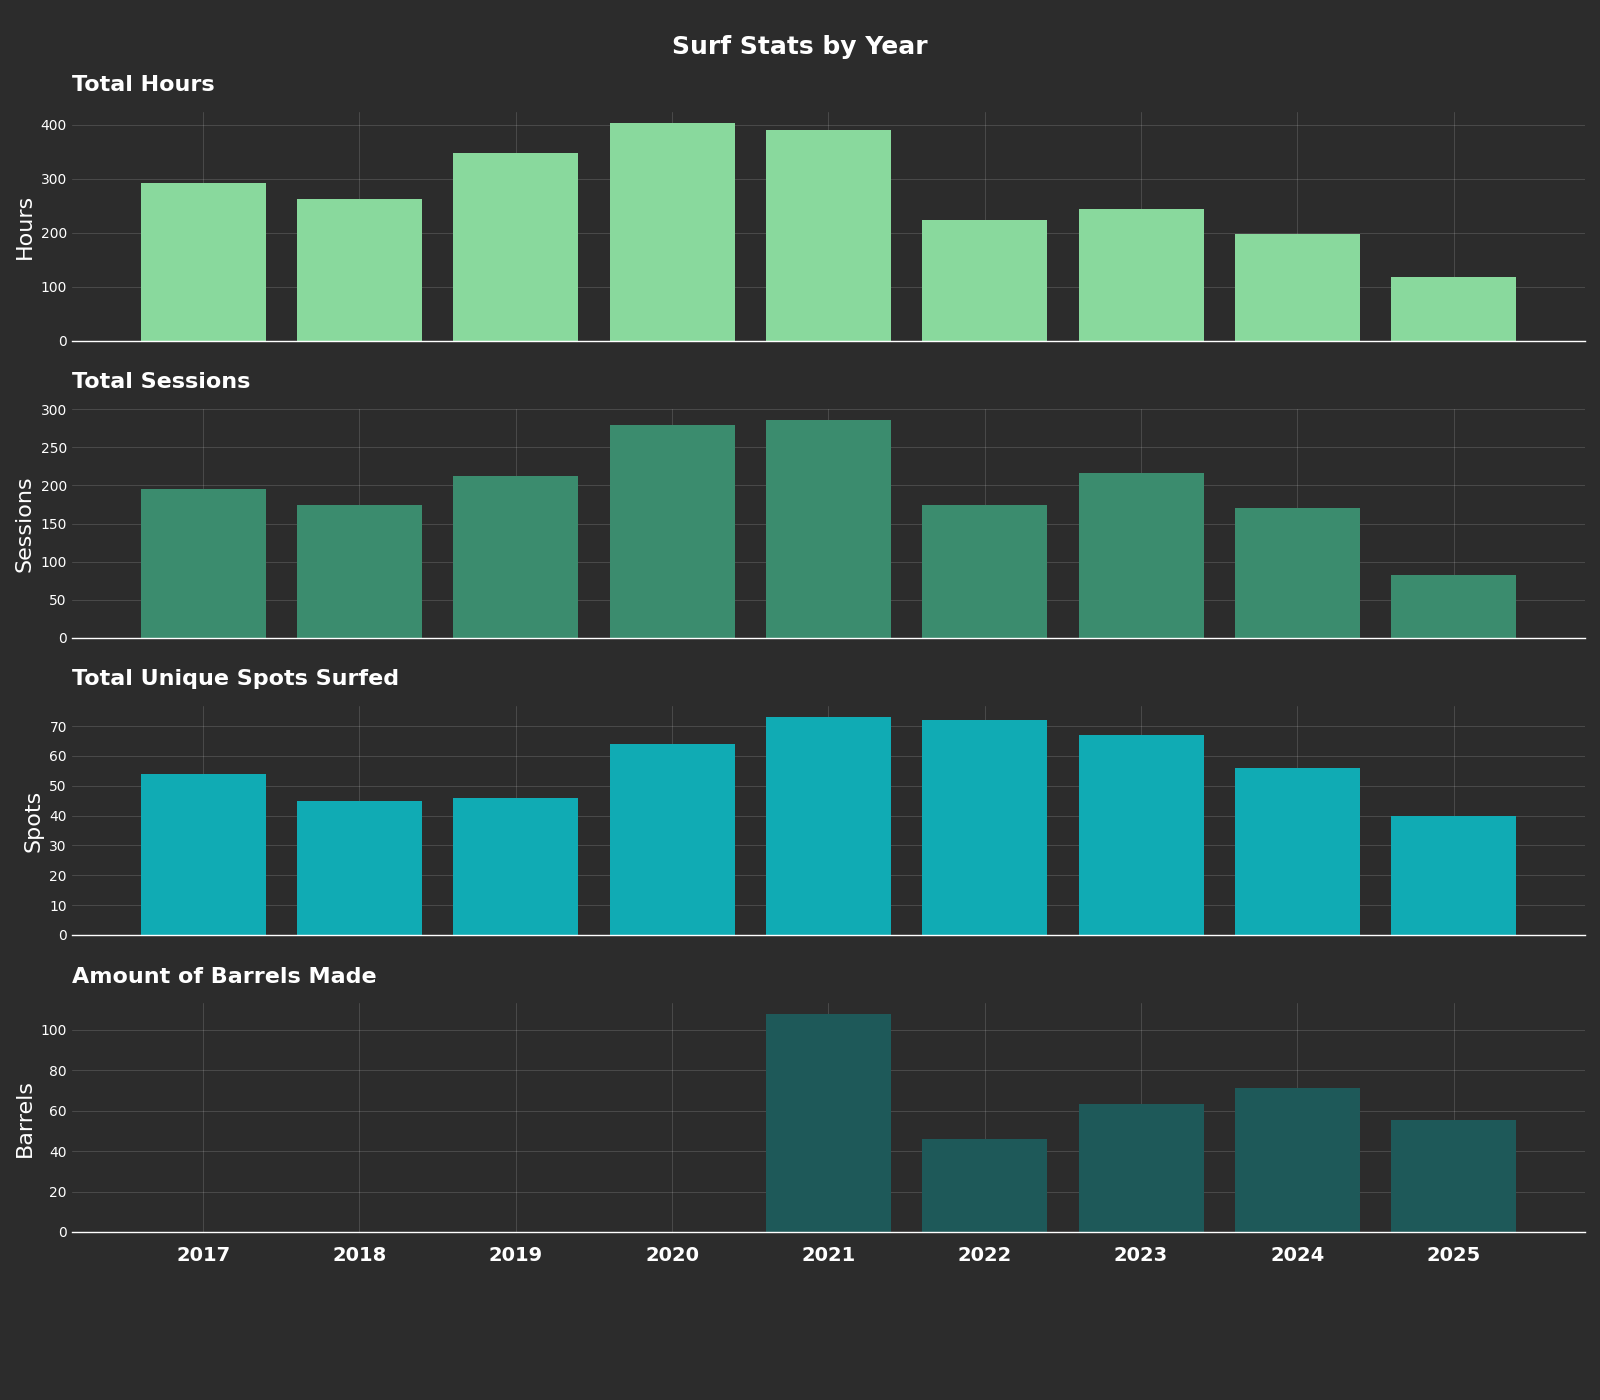 Surf Stats by Year
Total Hours
Hours
400
300
200
100
0
Total Sessions
Sessions
300
250
200
150
100
50
0
Total Unique Spots Surfed
Spots
70
60
50
40
30
20
10
0
Amount of Barrels Made
Barrels
100
80
60
40
20
0
2017 2018 2019 2020 2021 2022 2023 2024 2025